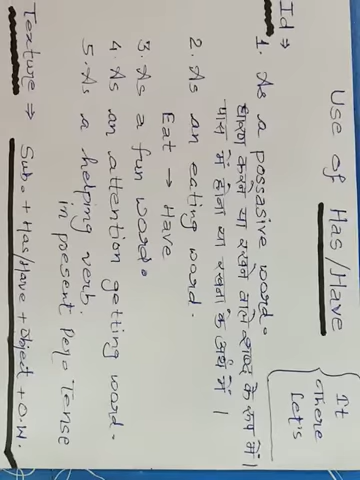 Use of Has/Have
It
There
Let's
Id ⇒
1. As a possasive word.
धारण करने या रखने वाले शब्द के रूप में।
पास में होना या रखना के अर्थ में।
2. As an eating word.
Eat → Have
3. As a fun word.
4. As an attention getting word.
5. As a helping verb.
in present Perf Tense
Texture ⇒ Sub. + Has/Have + Object + O.W.